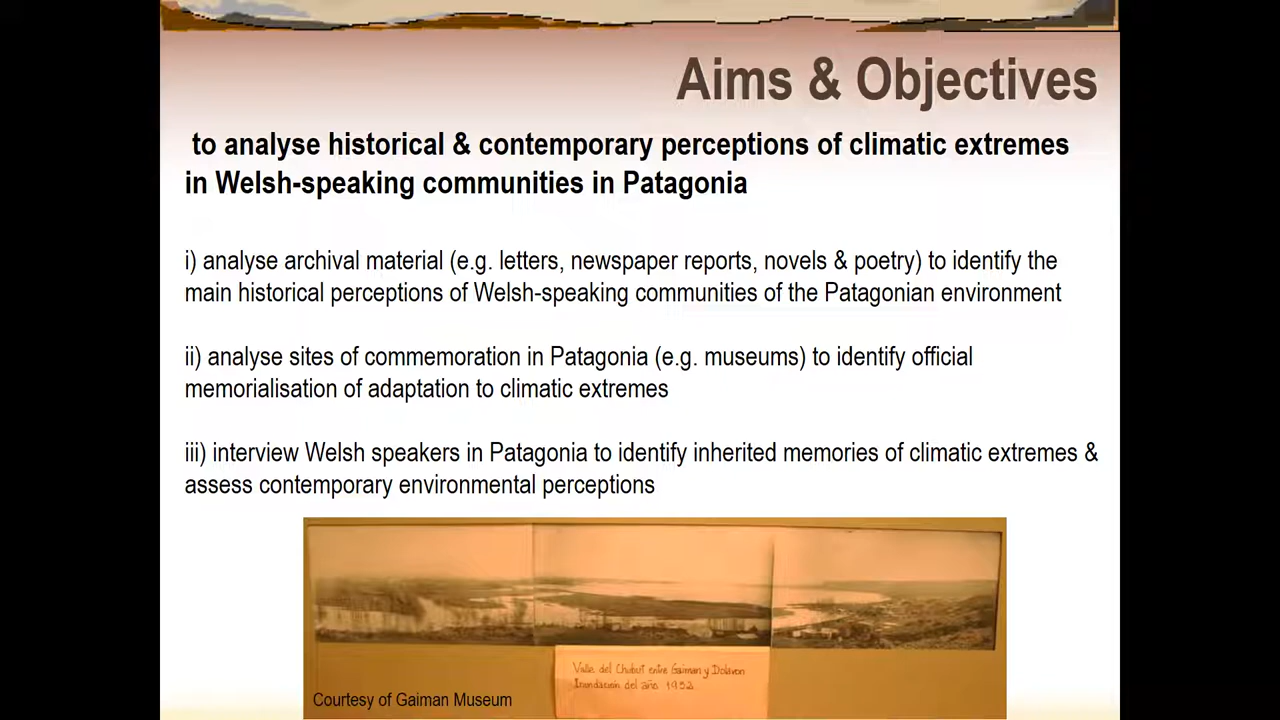 Aims & Objectives
to analyse historical & contemporary perceptions of climatic extremes
in Welsh-speaking communities in Patagonia
i) analyse archival material (e.g. letters, newspaper reports, novels & poetry) to identify the
main historical perceptions of Welsh-speaking communities of the Patagonian environment
ii) analyse sites of commemoration in Patagonia (e.g. museums) to identify official
memorialisation of adaptation to climatic extremes
iii) interview Welsh speakers in Patagonia to identify inherited memories of climatic extremes &
assess contemporary environmental perceptions
Valle del Chubut entre Gaiman y Dolavon
Inundación del año 1932
Courtesy of Gaiman Museum